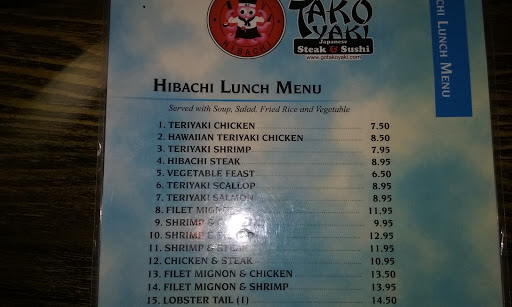 HIBACHI
TAKO
YAKI
Japanese
Steak & Sushi
www.gotakoyaki.com
HIBACHI LUNCH MENU
CHI LUNCH MENU
Served with Soup, Salad, Fried Rice and Vegetable
1. TERIYAKI CHICKEN 7.50
2. HAWAIIAN TERIYAKI CHICKEN 8.50
3. TERIYAKI SHRIMP 7.95
4. HIBACHI STEAK 8.95
5. VEGETABLE FEAST 6.50
6. TERIYAKI SCALLOP 8.95
7. TERIYAKI SALMON 8.95
8. FILET MIGNON 11.95
9. SHRIMP & 9.95
10. SHRIMP & 12.95
11. SHRIMP & 11.95
12. CHICKEN & STEAK 10.95
13. FILET MIGNON & CHICKEN 13.50
14. FILET MIGNON & SHRIMP 13.95
15. LOBSTER TAIL (1) 14.50